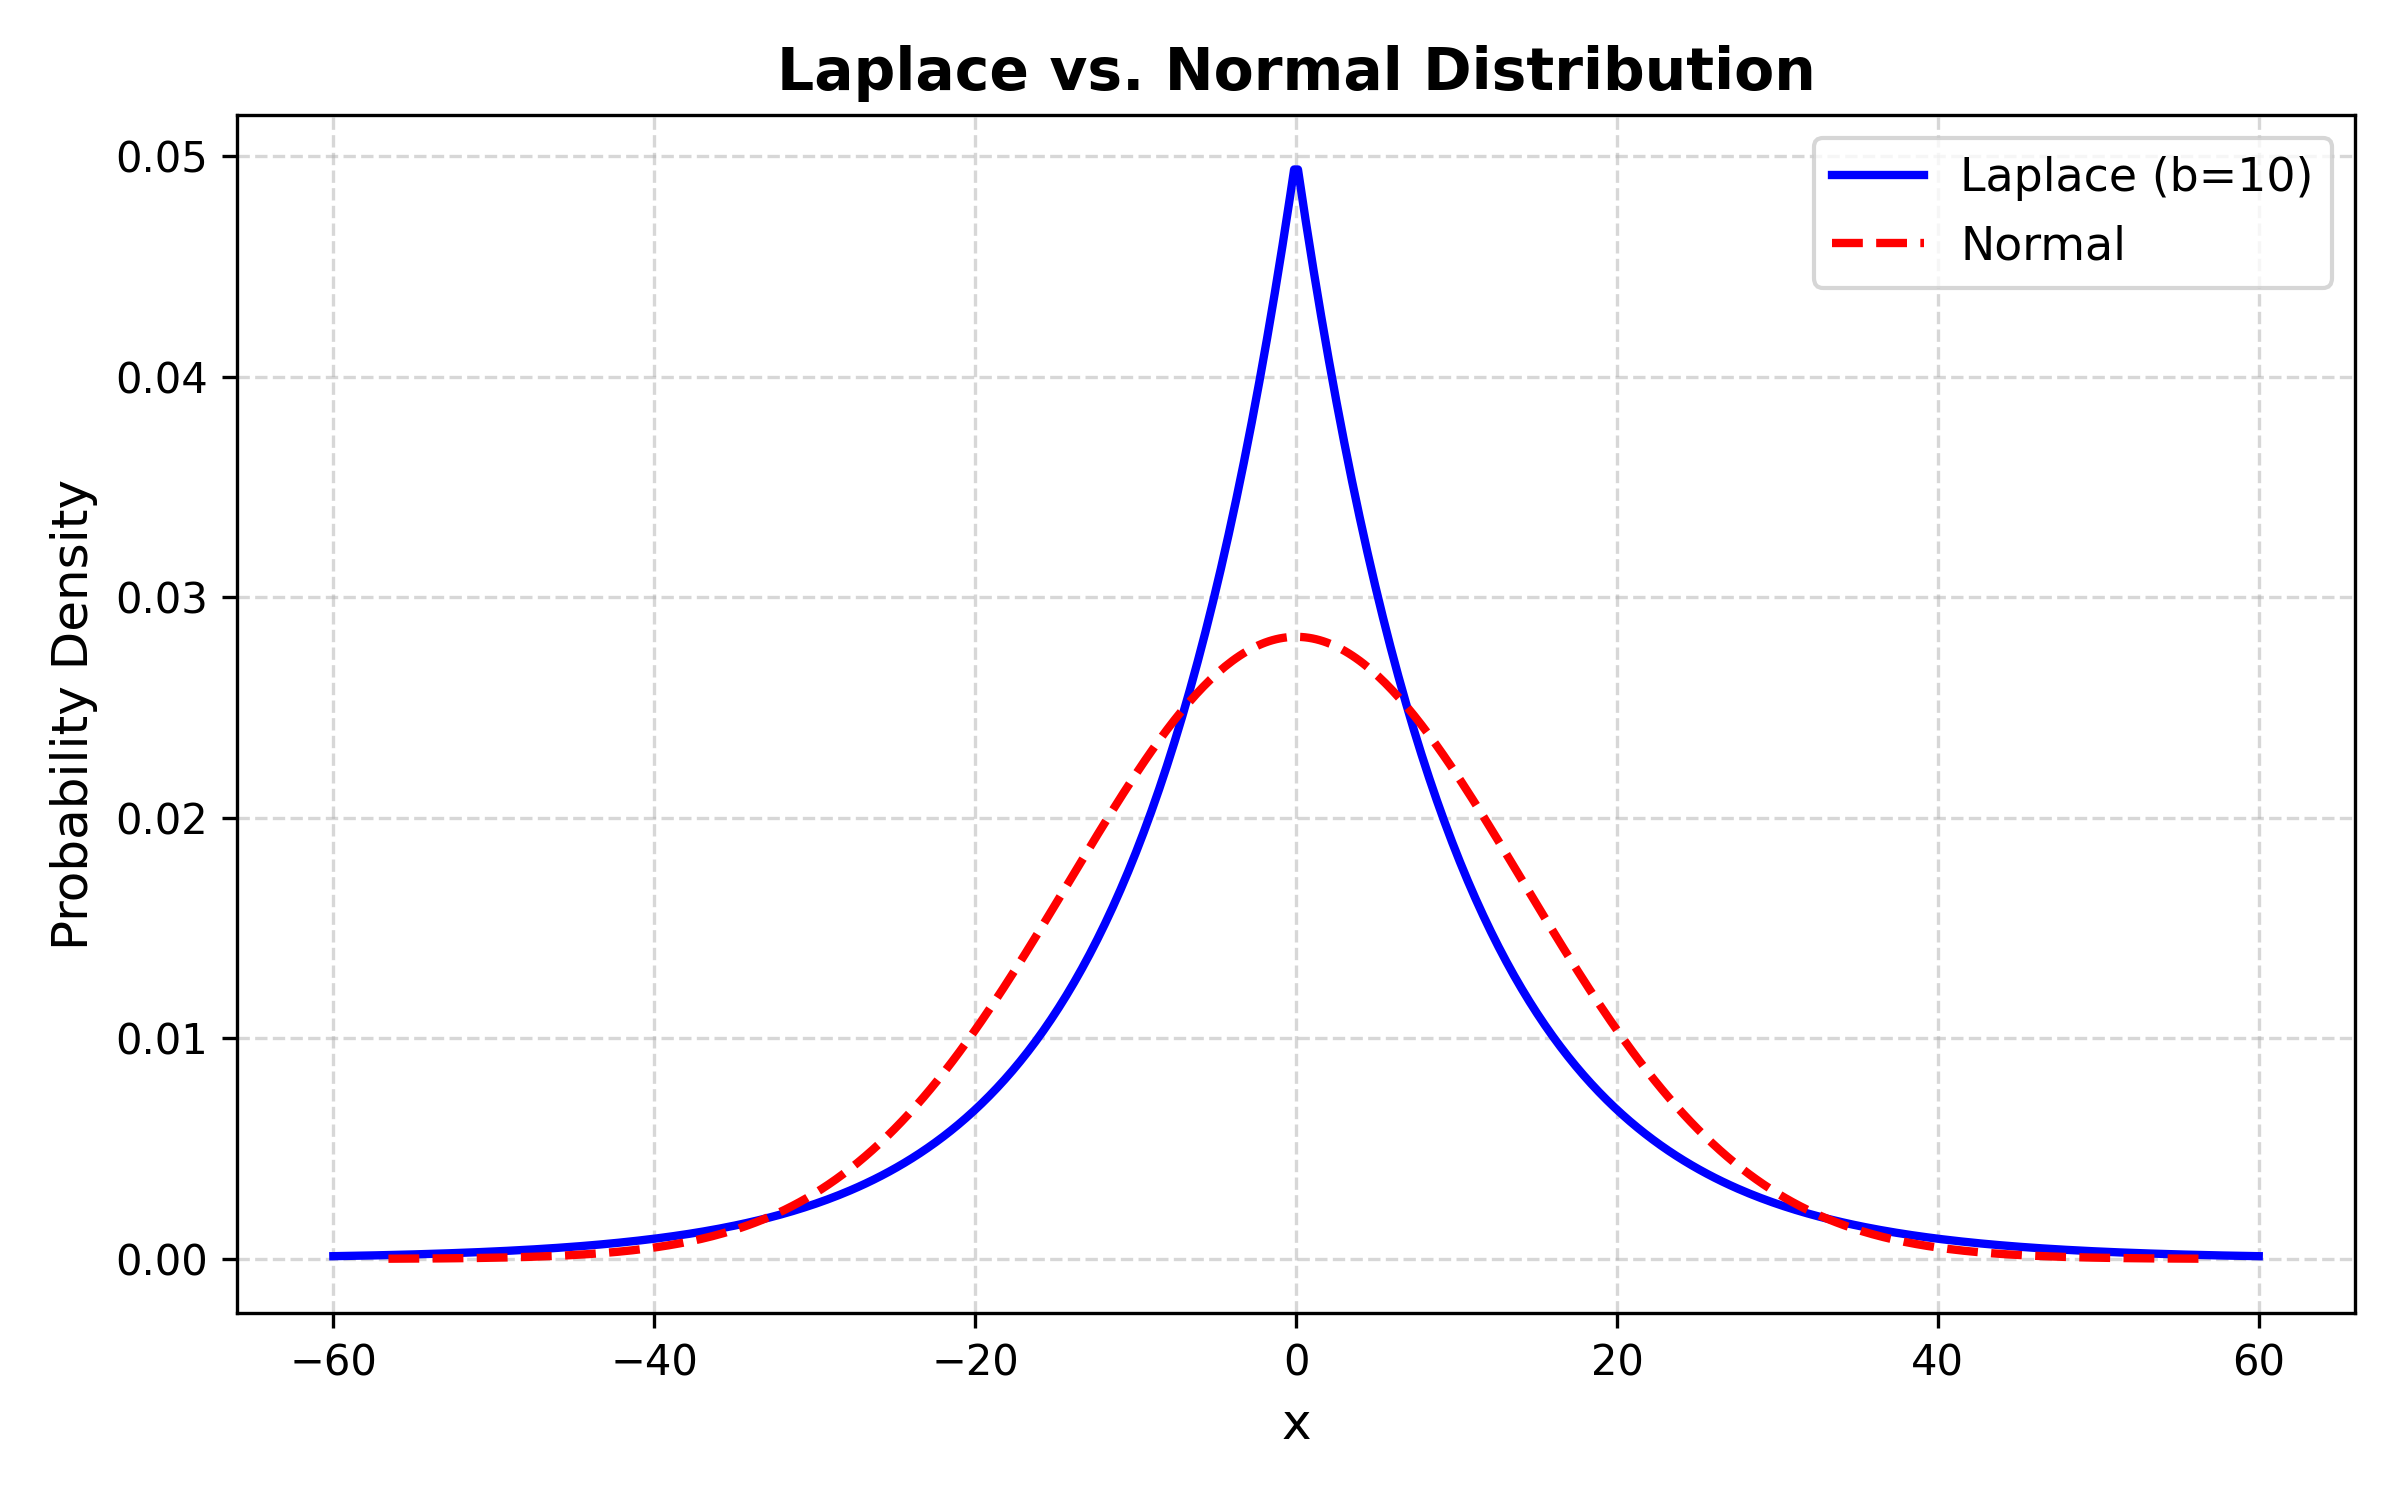 Laplace vs. Normal Distribution
Laplace (b=10)
Normal
Probability Density
0.05
0.04
0.03
0.02
0.01
0.00
−60 −40 −20 0 20 40 60
x